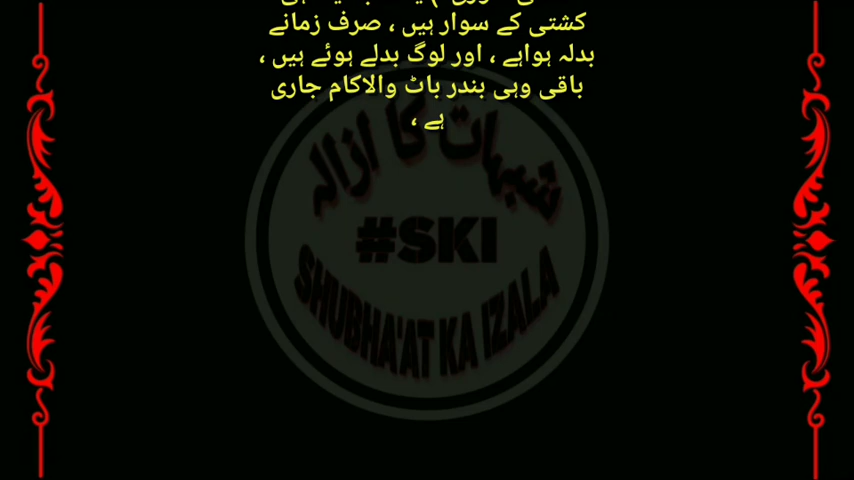 کشتی کے سوار ہیں ، صرف زمانے
بدلہ ہواہے ، اور لوگ بدلے ہوئے ہیں ،
باقی وہی بندر باٹ والاکام جاری
ہے ،
شبہات کا ازالہ
#SKI
SHUBHA'AT KA IZALA